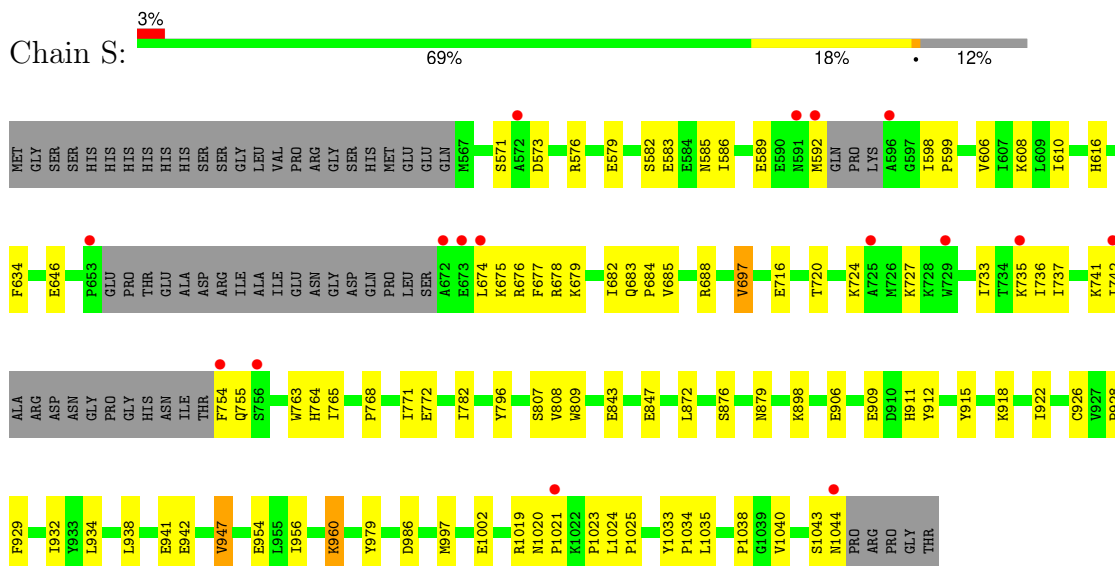 Chain S:
3%
69% 18% • 12%
MET GLY SER SER HIS HIS HIS HIS HIS HIS SER SER GLY LEU VAL PRO ARG GLY SER HIS MET GLU GLU GLN M567 S571 A572 D573 R576 E579 S582 E583 E584 N585 I586 E589 E590 N591 M592 GLN PRO LYS A596 G597 I598 P599 V606 I607 K608 L609 I610 H616
F634 E646 P653 GLU PRO THR GLU ALA ASP ARG ILE ALA ILE GLU ASN GLY ASP GLN PRO LEU SER A672 E673 L674 K675 R676 F677 R678 K679 I682 Q683 P684 V685 R688 V697 E716 T720 K724 A725 M726 K727 K728 W729 I733 T734 K735 I736 I737 K741 I742
ALA ARG ASP ASN GLY PRO GLY HIS ASN ILE THR F754 Q755 S756 W763 H764 I765 P768 I771 E772 I782 Y796 S807 V808 W809 E843 E847 L872 S876 N879 K898 E906 E909 D910 H911 Y912 Y915 K918 I922 G926 V927 P928
F929 I932 Y933 L934 L938 E941 E942 V947 E954 L955 I956 K960 Y979 D986 M997 E1002 R1019 N1020 P1021 K1022 P1023 L1024 P1025 Y1033 P1034 L1035 P1038 G1039 V1040 S1043 N1044 PRO ARG PRO GLY THR